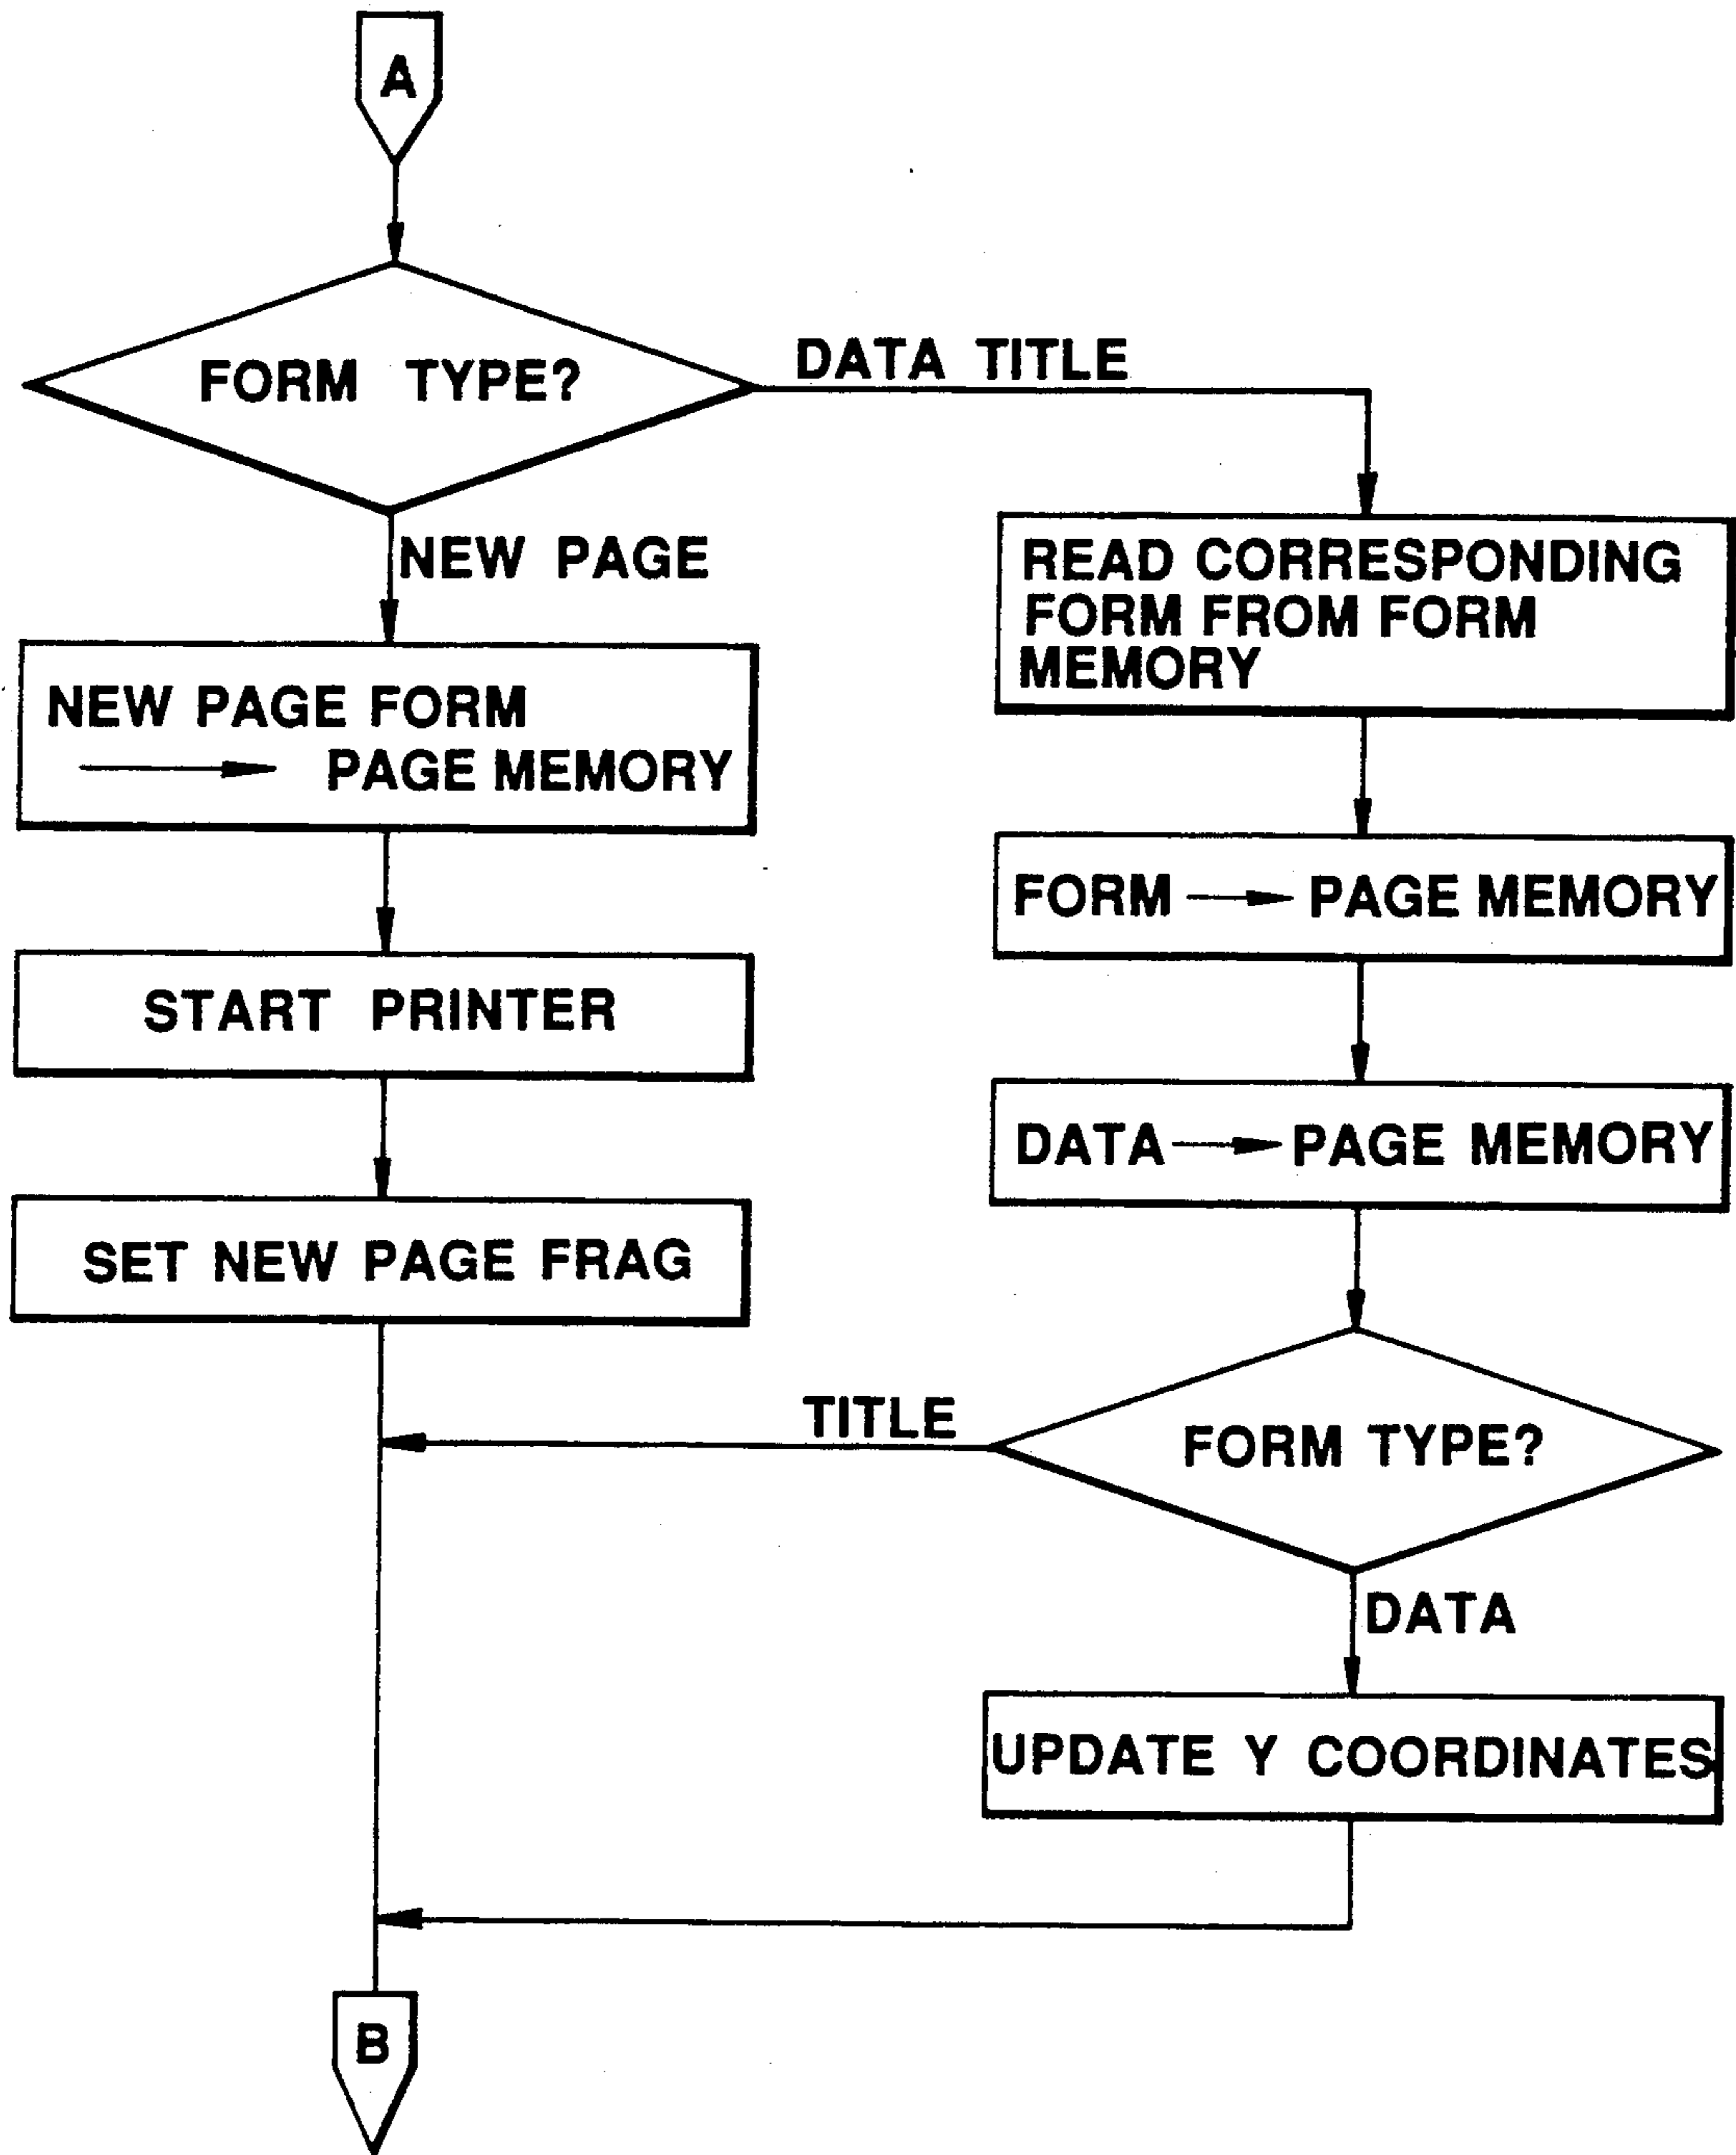 A
FORM TYPE?
DATA TITLE
NEW PAGE
READ CORRESPONDING
FORM FROM FORM
MEMORY
NEW PAGE FORM
PAGE MEMORY
FORM → PAGE MEMORY
START PRINTER
DATA → PAGE MEMORY
SET NEW PAGE FRAG
TITLE
FORM TYPE?
DATA
UPDATE Y COORDINATES
B